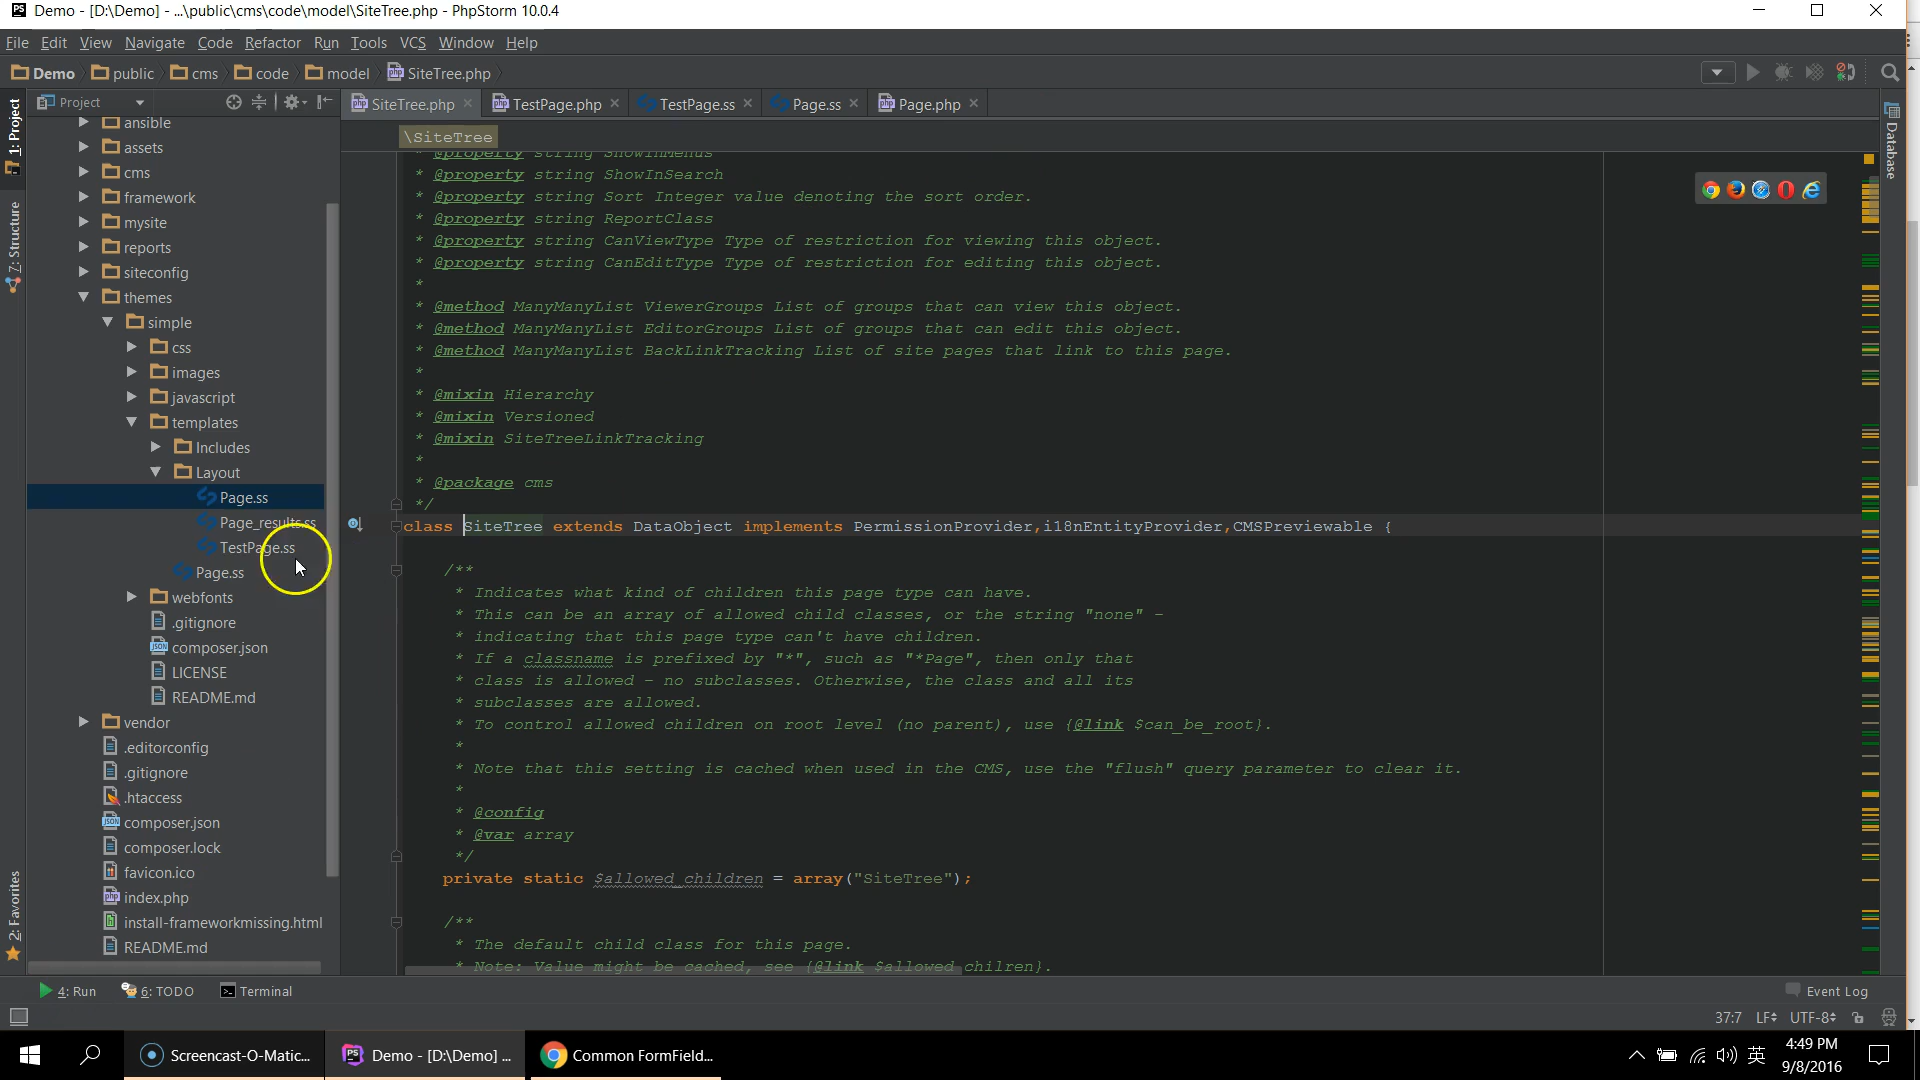 Demo - [D:\Demo] - ...\public\cms\code\model\SiteTree.php - PhpStorm 10.0.4
File Edit View Navigate Code Refactor Run Tools VCS Window Help
Demo public cms code model SiteTree.php
Project
SiteTree.php TestPage.php TestPage.ss Page.ss Page.php
1: Project
7: Structure
2: Favorites
Database
ansible
assets
cms
framework
mysite
reports
siteconfig
themes
simple
css
images
javascript
templates
Includes
Layout
Page.ss
Page_results.ss
TestPage.ss
Page.ss
webfonts
.gitignore
composer.json
LICENSE
README.md
vendor
.editorconfig
.gitignore
.htaccess
composer.json
composer.lock
favicon.ico
index.php
install-frameworkmissing.html
README.md
\SiteTree
* @property string ShowInMenus
* @property string ShowInSearch
* @property string Sort Integer value denoting the sort order.
* @property string ReportClass
* @property string CanViewType Type of restriction for viewing this object.
* @property string CanEditType Type of restriction for editing this object.
*
* @method ManyManyList ViewerGroups List of groups that can view this object.
* @method ManyManyList EditorGroups List of groups that can edit this object.
* @method ManyManyList BackLinkTracking List of site pages that link to this page.
*
* @mixin Hierarchy
* @mixin Versioned
* @mixin SiteTreeLinkTracking
*
* @package cms
*/
class SiteTree extends DataObject implements PermissionProvider,i18nEntityProvider,CMSPreviewable {
/**
* Indicates what kind of children this page type can have.
* This can be an array of allowed child classes, or the string "none" -
* indicating that this page type can't have children.
* If a classname is prefixed by "*", such as "*Page", then only that
* class is allowed - no subclasses. Otherwise, the class and all its
* subclasses are allowed.
* To control allowed children on root level (no parent), use {@link $can_be_root}.
*
* Note that this setting is cached when used in the CMS, use the "flush" query parameter to clear it.
*
* @config
* @var array
*/
private static $allowed_children = array("SiteTree");
/**
* The default child class for this page.
* Note: Value might be cached, see {@link $allowed_chilren}.
4: Run 6: TODO Terminal Event Log
37:7 LF UTF-8
Screencast-O-Matic... Demo - [D:\Demo] ... Common FormField... 英 4:49 PM
9/8/2016